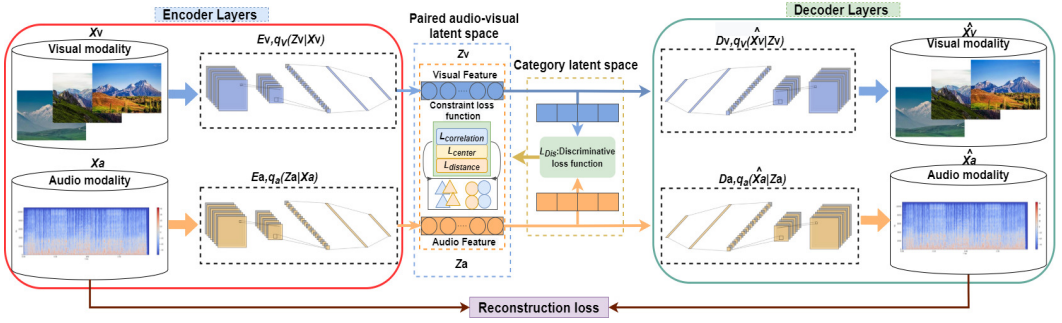 Encoder Layers
Decoder Layers
Xv
Visual modality
Ev,qv(Zv|Xv)
Paired audio-visual
latent space
Zv
Visual Feature
Constraint loss
function
Lcorrelation
Lcenter
Ldistance
Audio Feature
Za
Category latent space
LDis:Discriminative
loss function
Dv,qv(X̂v|Zv)
X̂v
Visual modality
Xa
Audio modality
Ea,qa(Za|Xa)
Da,qa(X̂a|Za)
X̂a
Audio modality
Reconstruction loss